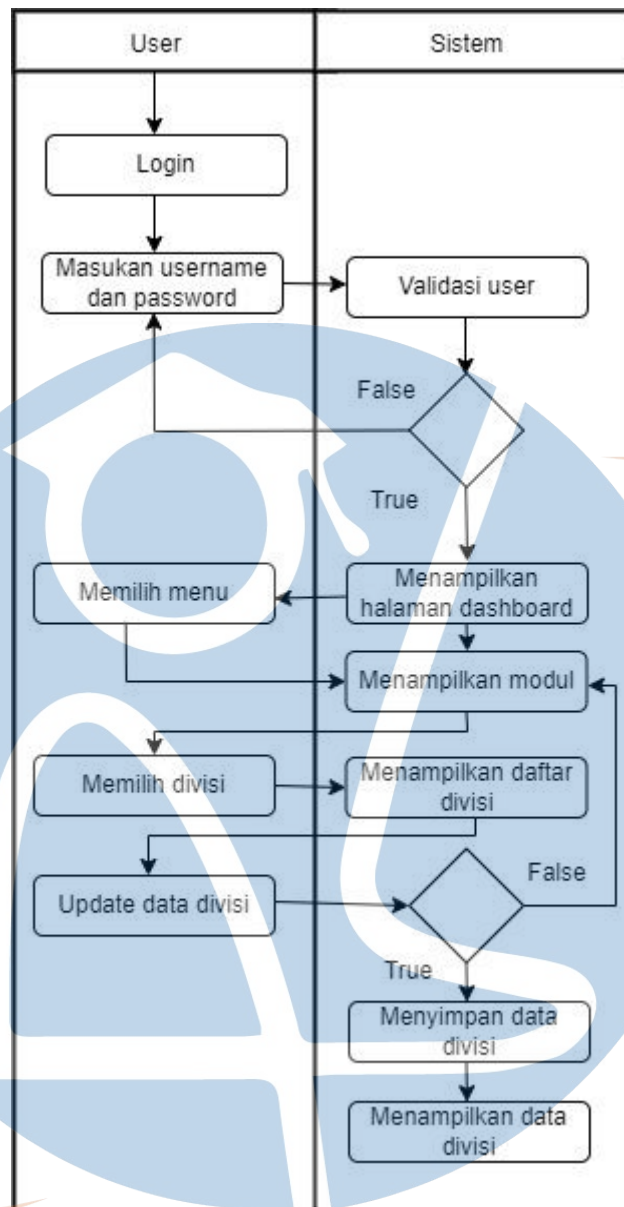 User
Sistem
Login
Masukan username
dan password
Validasi user
False
True
Memilih menu
Menampilkan
halaman dashboard
Menampilkan modul
Memilih divisi
Menampilkan daftar
divisi
Update data divisi
False
True
Menyimpan data
divisi
Menampilkan data
divisi